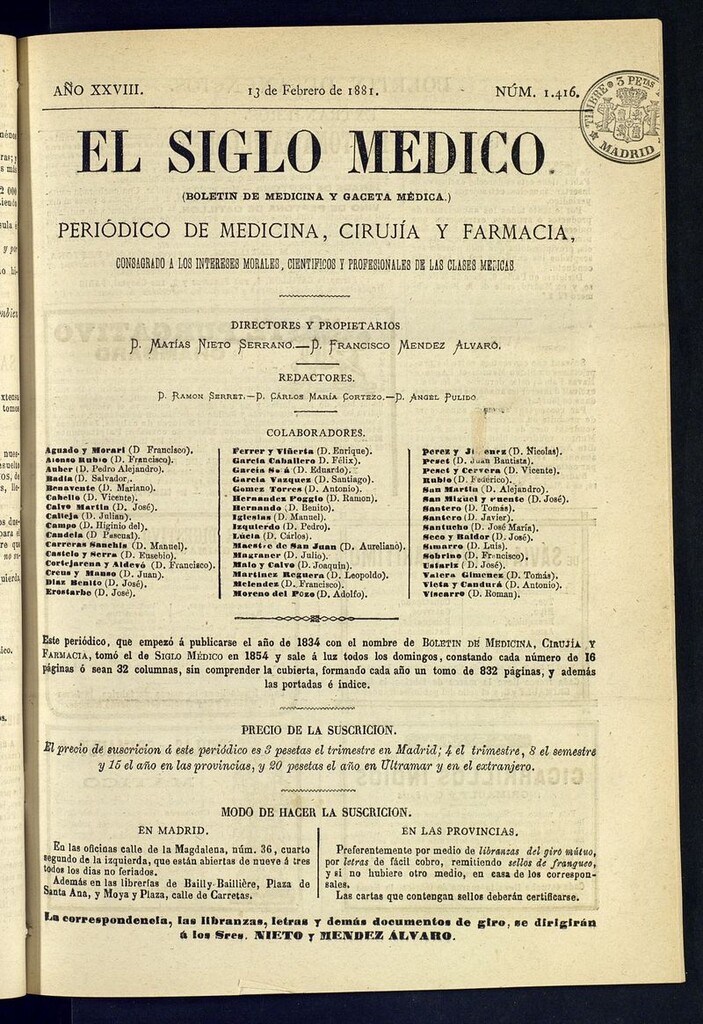 AÑO XXVIII.
13 de Febrero de 1881.
NÚM. 1.416.
TIMBRE 3 PETAS
MADRID
EL SIGLO MEDICO.
(BOLETIN DE MEDICINA Y GACETA MÉDICA.)
PERIÓDICO DE MEDICINA, CIRUJÍA Y FARMACIA,
CONSAGRADO A LOS INTERESES MORALES, CIENTIFICOS Y PROFESIONALES DE LAS CLASES MEDICAS.
DIRECTORES Y PROPIETARIOS
D. MATÍAS NIETO SERRANO.—D. FRANCISCO MENDEZ ALVARO.
REDACTORES.
D. RAMON SERRET.—D. CÁRLOS MARÍA CORTEZO.—D. ANGEL PULIDO
COLABORADORES.
Aguado y Morari (D Francisco).
Alonso Rubio (D. Francisco).
Auber (D. Pedro Alejandro).
Badía (D. Salvador.
Benavente (D. Mariano).
Cabello (D. Vicente).
Calvo Martin (D. José).
Calleja (D. Julian).
Campo (D. Higinio del).
Candela (D. Pascual).
Carreras Sanchis (D. Manuel).
Castelo y Serra (D. Eusebio).
Cortejarena y Aldevó (D. Francisco).
Creus y Manso (D. Juan).
Diaz Benito (D. José).
Erostarbe (D. José).
Ferrer y Viñerta (D. Enrique).
García Caballero (D. Félix).
García (D. Eduardo).
García Vazquez (D. Santiago).
Gomez Torres (D. Antonio).
Hernandez Poggio (D. Ramon).
Hernando (D. Benito).
Iglesias (D. Manuel).
Izquierdo (D. Pedro).
Lucia (D. Cárlos).
Maestre de San Juan (D. Aureliano).
Magraner (D. Julio).
Malo y Calvo (D. Joaquin).
Martinez Reguera (D. Leopoldo).
Melendez (D. Francisco).
Moreno del Pozo (D. Adolfo).
Perez y (D. Nicolas).
Peset (D. Bautista).
Peset y Cervera (D. Vicente).
Rubio (D. Federico).
San Martin (D. Alejandro).
San Miguel y Fuente (D. José).
Santero (D. Tomás).
Santero (D. Javier).
Santucho (D. José María).
Seco y Baldor (D. José).
Simarro (D. Luis).
Sobrino (D. Francisco).
Ustariz (D. José).
Valera Gimenez (D. Tomás).
Vieta y Candurá (D. Antonio).
Viscarro (D. Roman).
Este periódico, que empezó á publicarse el año de 1834 con el nombre de BOLETIN DE MEDICINA, CIRUJÍA Y
FARMACIA, tomó el de SIGLO MÉDICO en 1854 y sale á luz todos los domingos, constando cada número de 16
páginas ó sean 32 columnas, sin comprender la cubierta, formando cada año un tomo de 832 páginas, y además
las portadas é índice.
PRECIO DE LA SUSCRICION.
El precio de suscricion á este periódico es 3 pesetas el trimestre en Madrid; 4 el trimestre, 8 el semestre
y 15 el año en las provincias, y 20 pesetas el año en Ultramar y en el extranjero.
MODO DE HACER LA SUSCRICION.
EN MADRID.
En las oficinas calle de la Magdalena, núm. 36, cuarto
segundo de la izquierda, que están abiertas de nueve á tres
todos los dias no feriados.
Además en las librerías de Bailly-Baillière, Plaza de
Santa Ana, y Moya y Plaza, calle de Carretas.
EN LAS PROVINCIAS.
Preferentemente por medio de libranzas del giro mútuo,
por letras de fácil cobro, remitiendo sellos de franqueo,
y si no hubiere otro medio, en casa de los correspon-
sales.
Las cartas que contengan sellos deberán certificarse.
La correspondencia, las libranzas, letras y demás documentos de giro, se dirigirán
á los Sres. NIETO y MENDEZ ÁLVARO.